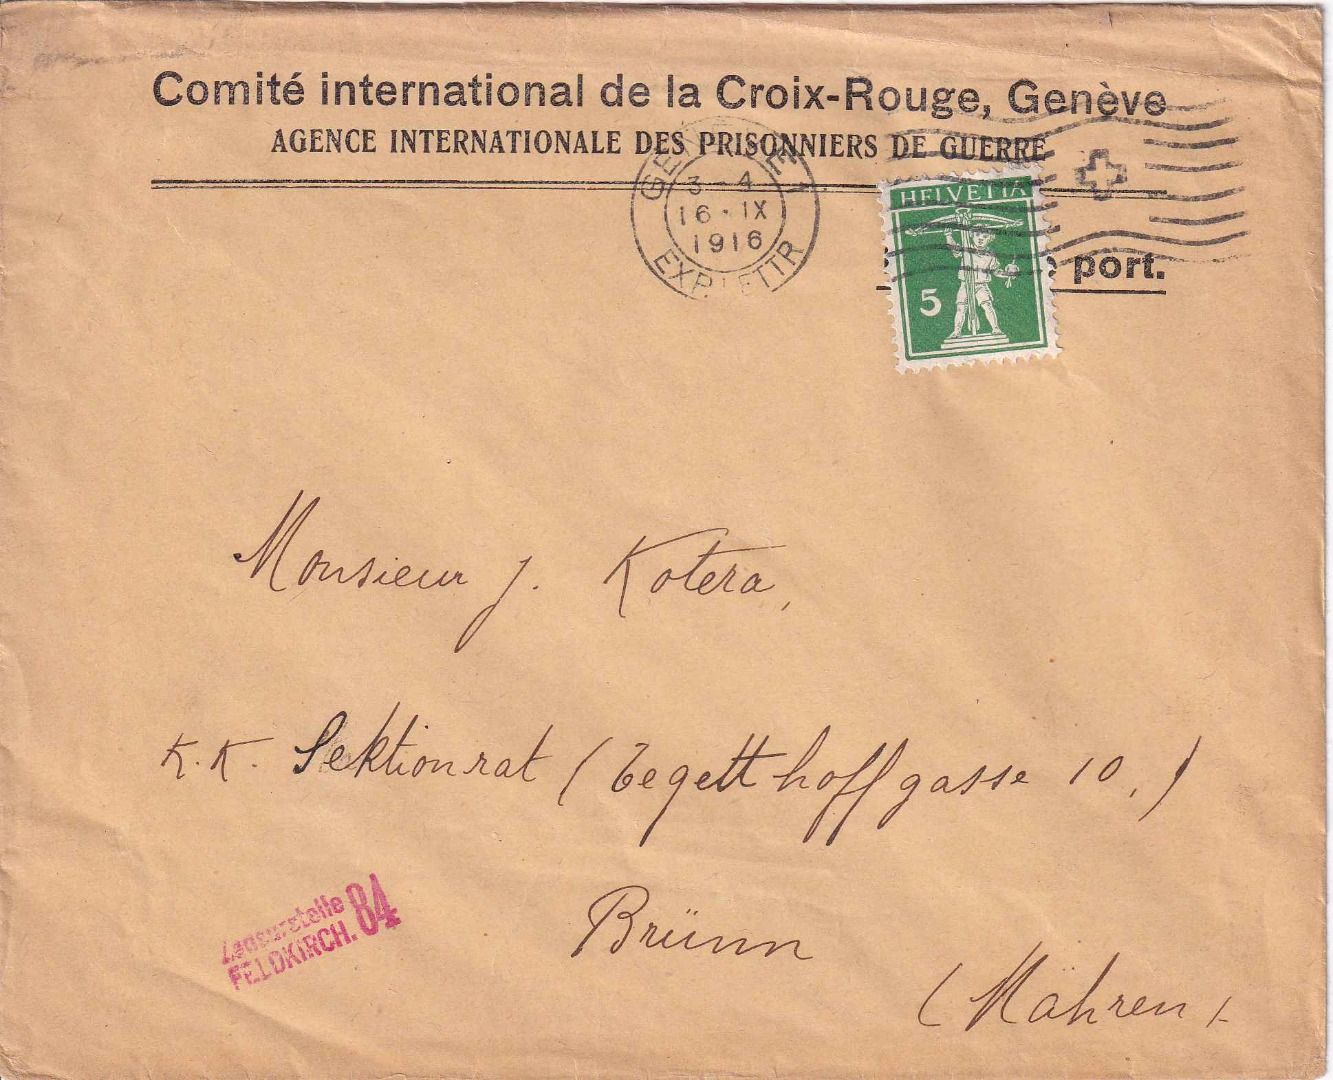 Comité international de la Croix-Rouge, Genève
AGENCE INTERNATIONALE DES PRISONNIERS DE GUERRE
3-4
16·IX
1916
EXP. LETTR
HELVETIA
5
port.
Monsieur J. Kotera,
K.K. Sektionrat (Tegetthoffgasse 10,)
Brünn
(Mähren)
Zensurstelle
FELDKIRCH. 84